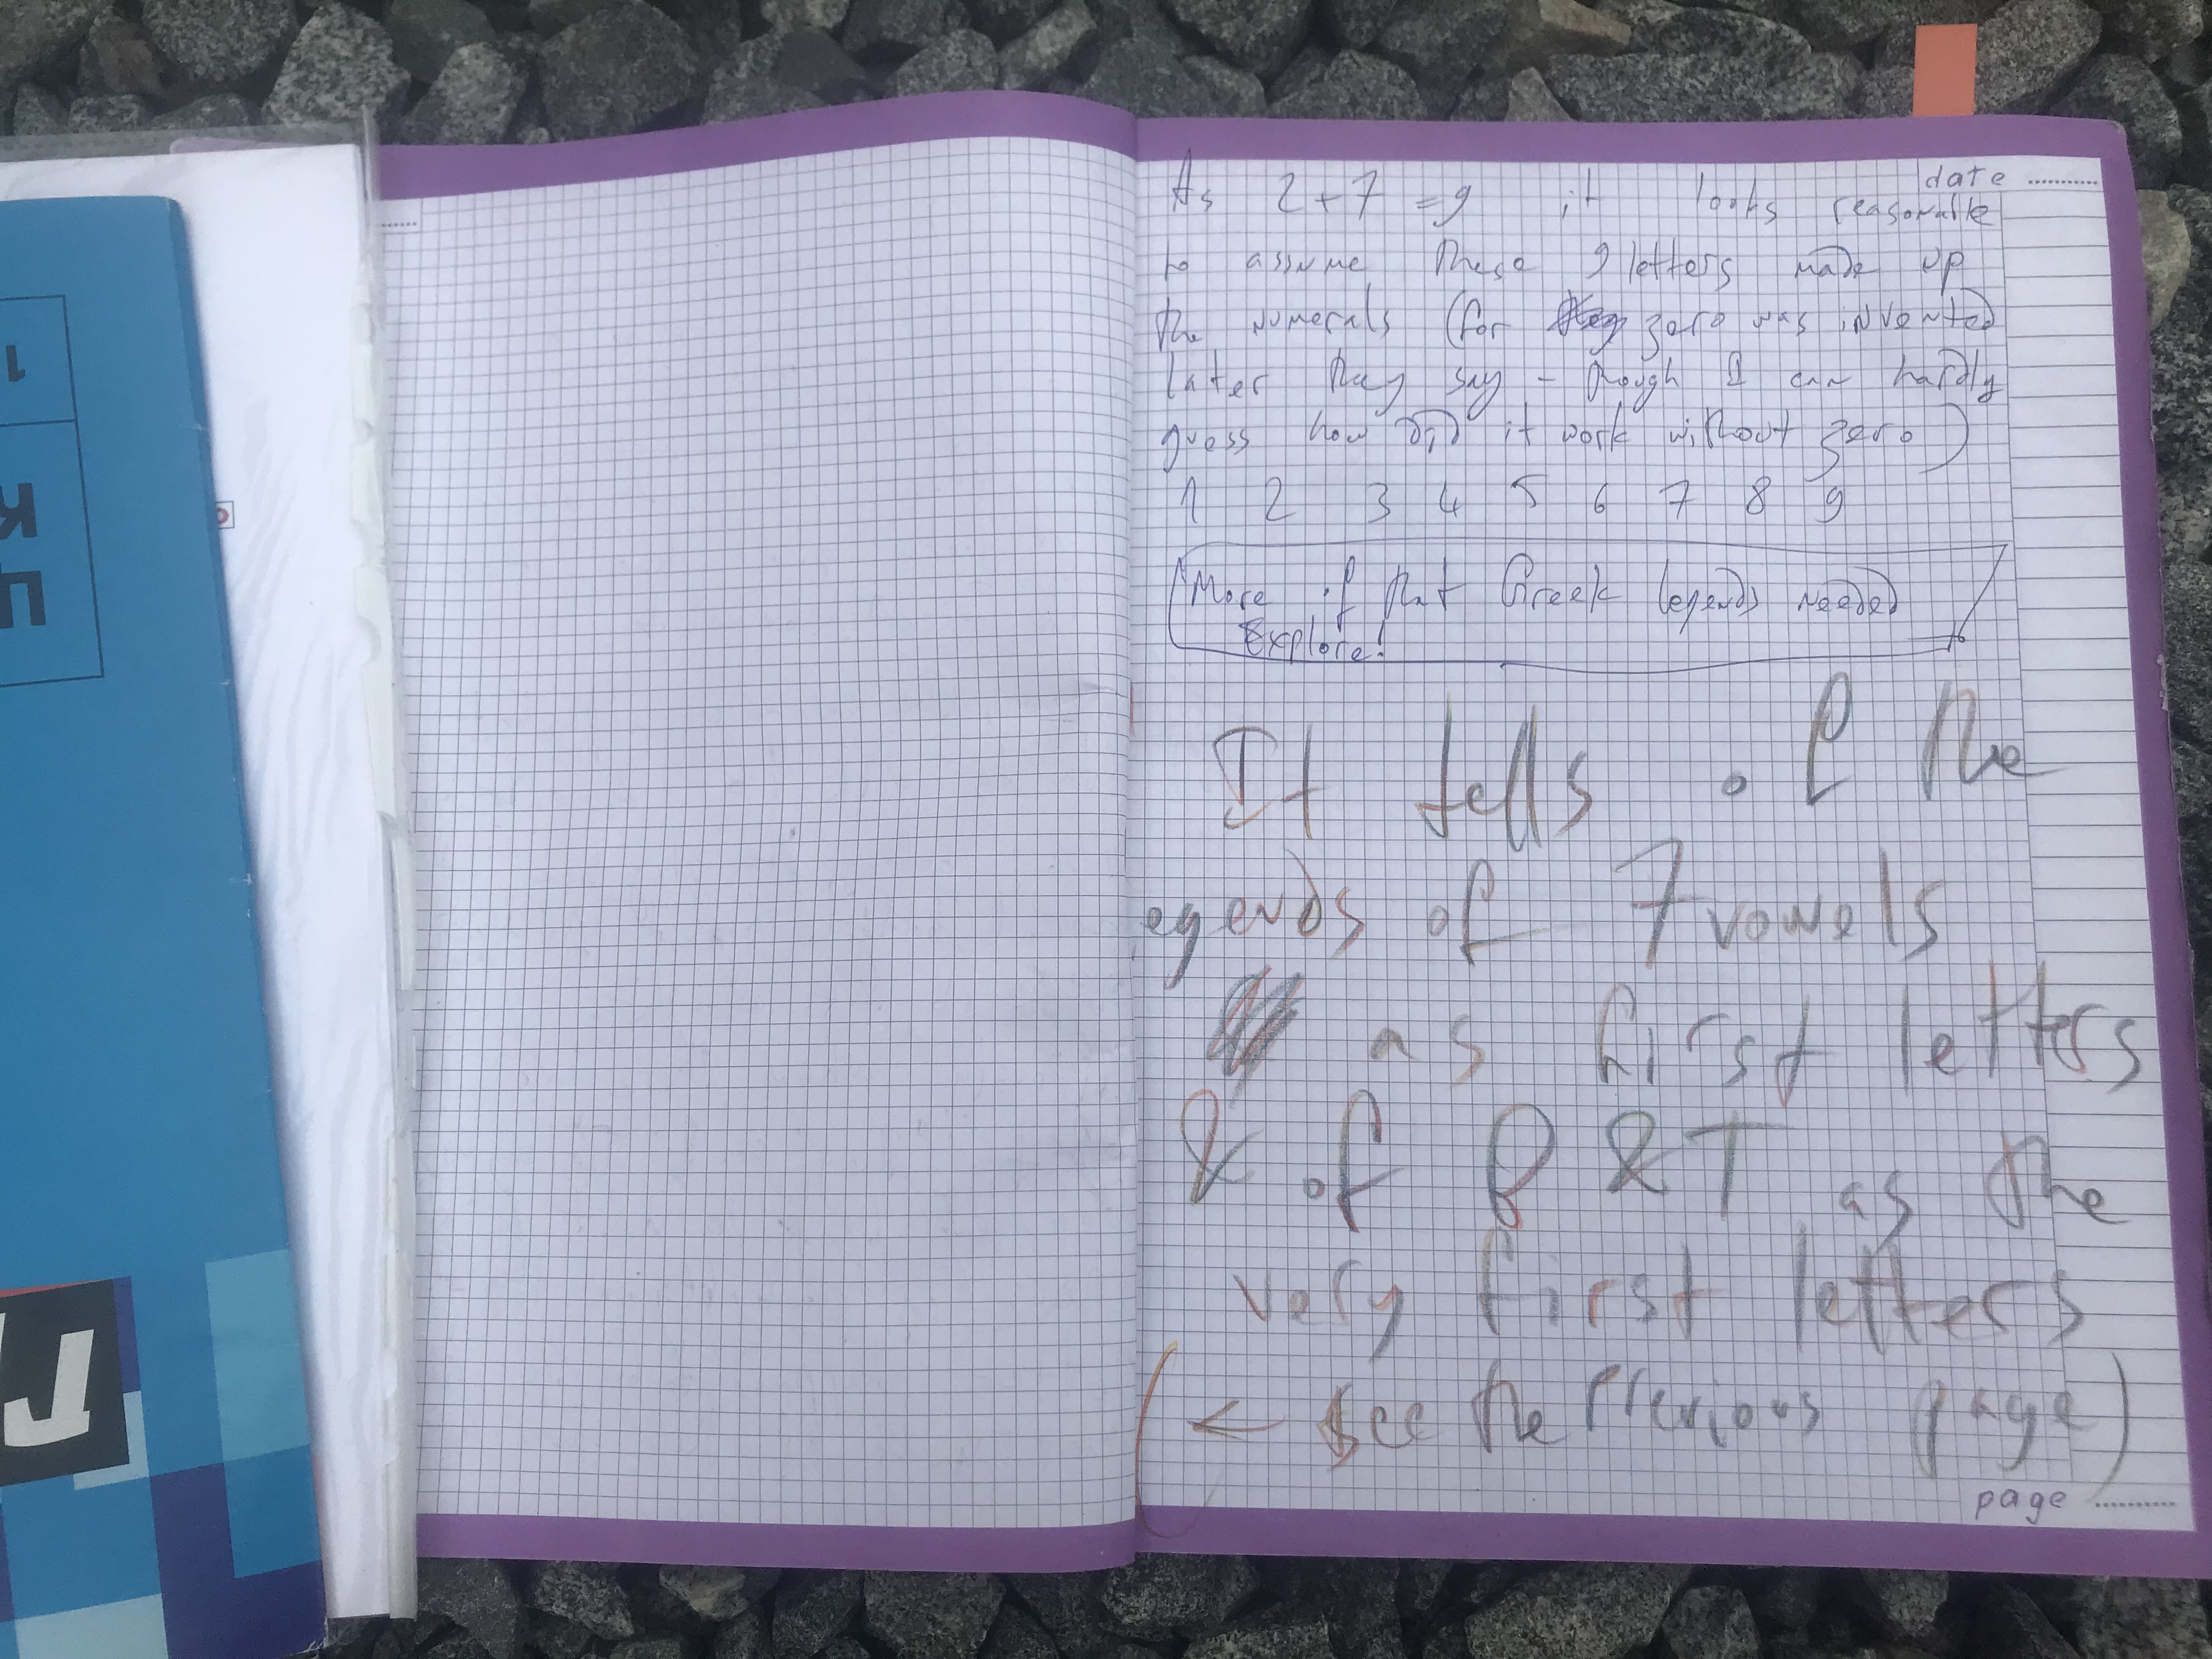 date ..........
As 2+7 =9 it looks reasonable
to assume these 9 letters made up
the numerals (for zero was invented
later they say - though I can hardly
guess how did it work without zero)
1 2 3 4 5 6 7 8 9
(More if that Greek legends needed
Explore!
It tells of the
legends of 7 vowels
as first letters
& of B & T as the
very first letters
← see the previous page)
page ..........